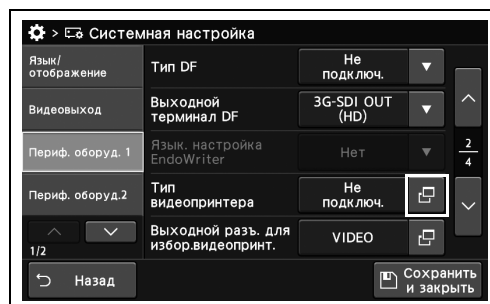 > Системная настройка
Язык/
отображение
Видеовыход
Периф. оборуд. 1
Периф. оборуд.2
1/2
Тип DF
Не
подключ.
Выходной
терминал DF
3G-SDI OUT
(HD)
Язык. настройка
EndoWriter
Нет
Тип
видеопринтера
Не
подключ.
Выходной разъ. для
избор.видеопринт.
VIDEO
2
4
Назад
Сохранить
и закрыть